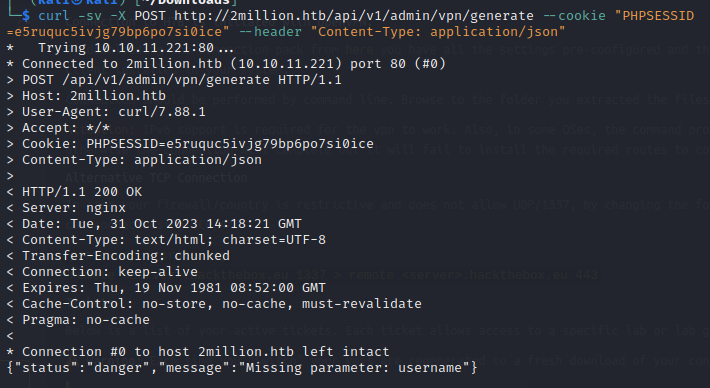 (kali㉿kali) [~/Downloads]
└─$ curl -sv -X POST http://2million.htb/api/v1/admin/vpn/generate --cookie "PHPSESSID
=e5ruquc5ivjg79bp6po7si0ice" --header "Content-Type: application/json"
*   Trying 10.10.11.221:80...
* Connected to 2million.htb (10.10.11.221) port 80 (#0)
> POST /api/v1/admin/vpn/generate HTTP/1.1
> Host: 2million.htb
> User-Agent: curl/7.88.1
> Accept: */*
> Cookie: PHPSESSID=e5ruquc5ivjg79bp6po7si0ice
> Content-Type: application/json
>
< HTTP/1.1 200 OK
Alternative TCP Connection
< Server: nginx
< Date: Tue, 31 Oct 2023 14:18:21 GMT
< Content-Type: text/html; charset=UTF-8
< Transfer-Encoding: chunked
< Connection: keep-alive
< Expires: Thu, 19 Nov 1981 08:52:00 GMT
< Cache-Control: no-store, no-cache, must-revalidate
< Pragma: no-cache
<
* Connection #0 to host 2million.htb left intact
{"status":"danger","message":"Missing parameter: username"}